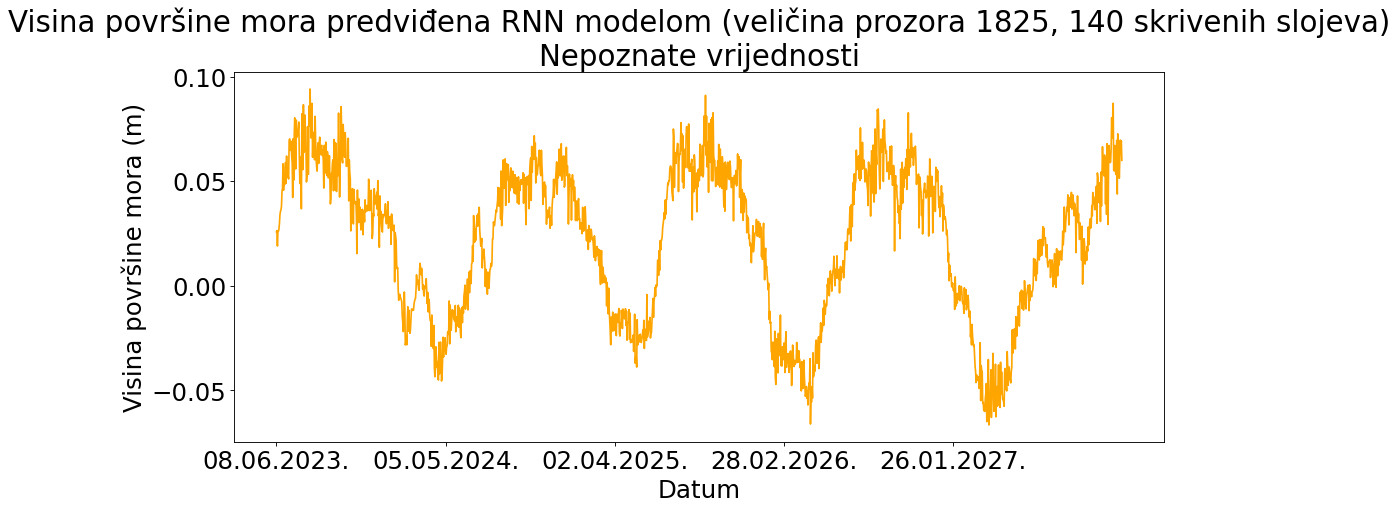 Visina površine mora predviđena RNN modelom (veličina prozora 1825, 140 skrivenih slojeva)
Nepoznate vrijednosti
Visina površine mora (m)
0.10
0.05
0.00
−0.05
08.06.2023. 05.05.2024. 02.04.2025. 28.02.2026. 26.01.2027.
Datum